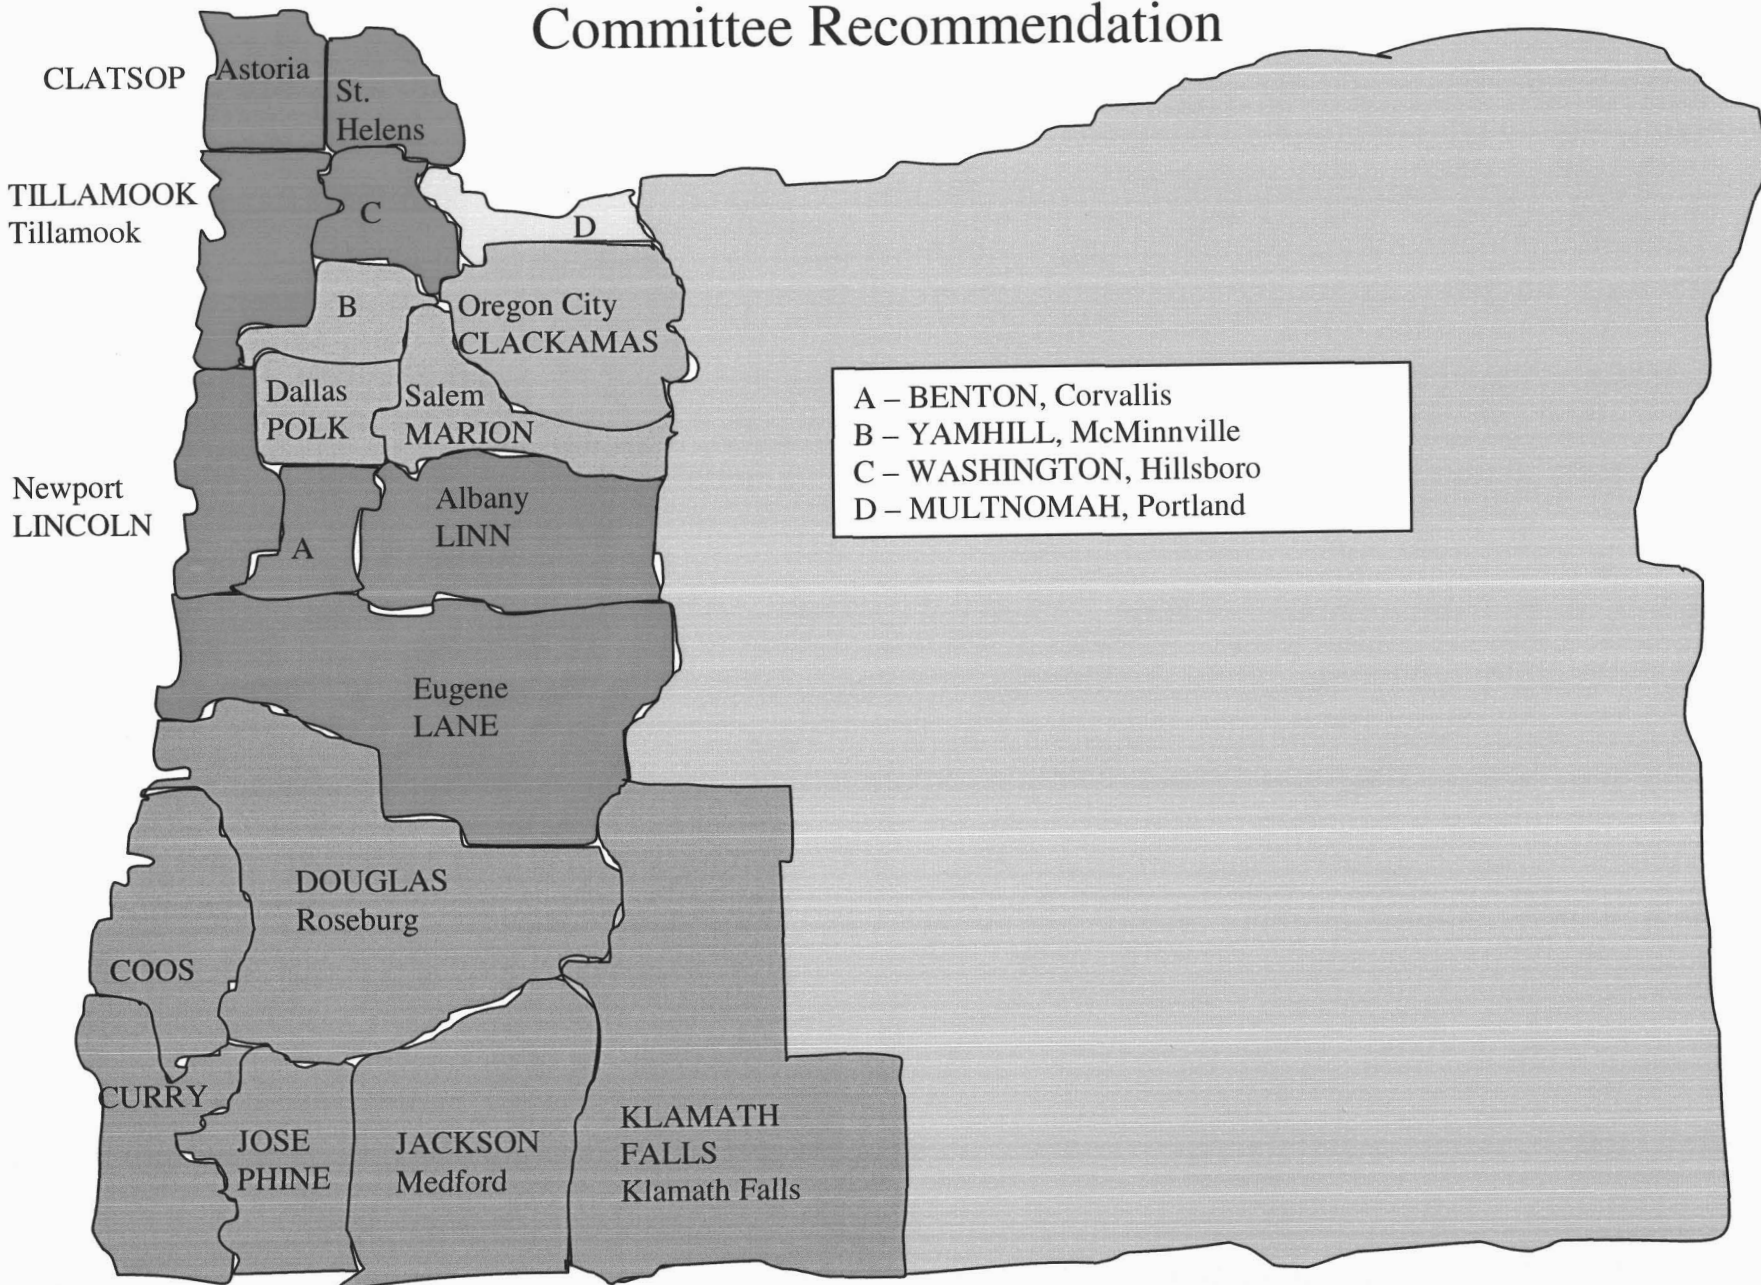 Committee Recommendation
CLATSOP
Astoria
St.
Helens
TILLAMOOK
Tillamook
C
D
B
Oregon City
CLACKAMAS
Dallas
POLK
Salem
MARION
A – BENTON, Corvallis
B – YAMHILL, McMinnville
C – WASHINGTON, Hillsboro
D – MULTNOMAH, Portland
Newport
LINCOLN
A
Albany
LINN
Eugene
LANE
DOUGLAS
Roseburg
COOS
CURRY
JOSE
PHINE
JACKSON
Medford
KLAMATH
FALLS
Klamath Falls